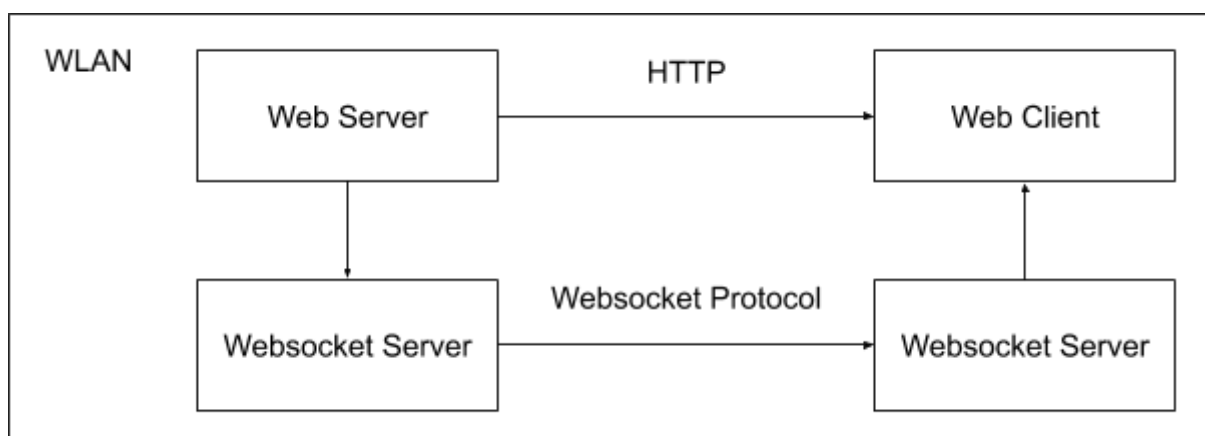 WLAN
Web Server
HTTP
Web Client
Websocket Server
Websocket Protocol
Websocket Server